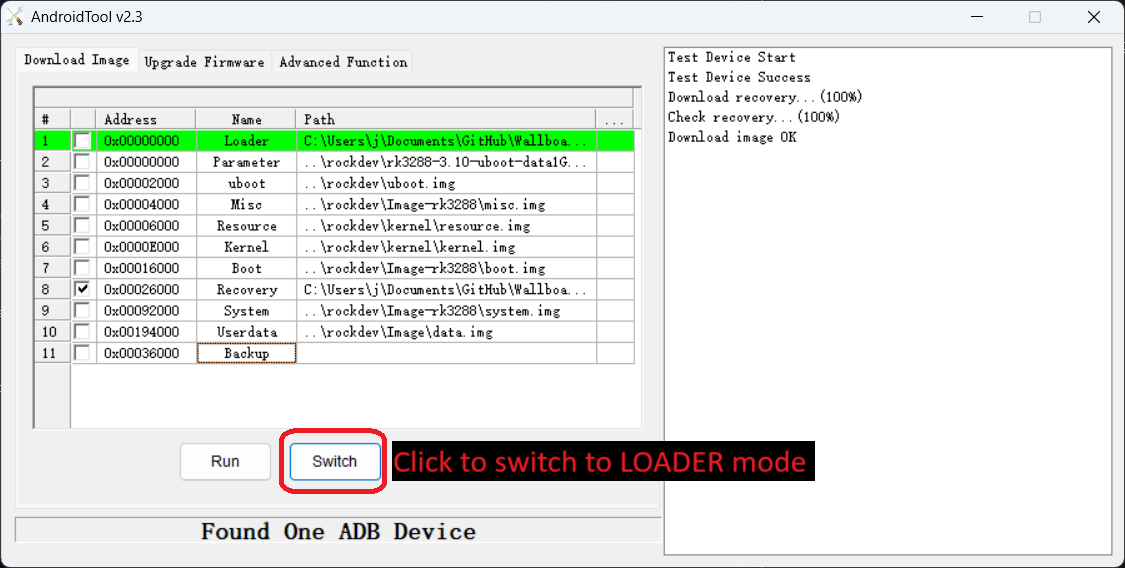 AndroidTool v2.3
Download Image Upgrade Firmware Advanced Function
# Address Name Path ...
1 0x00000000 Loader C:\Users\j\Documents\GitHub\Wallboa...
2 0x00000000 Parameter ..\rockdev\rk3288-3.10-uboot-data1G...
3 0x00002000 uboot ..\rockdev\uboot.img
4 0x00004000 Misc ..\rockdev\Image-rk3288\misc.img
5 0x00006000 Resource ..\rockdev\kernel\resource.img
6 0x0000E000 Kernel ..\rockdev\kernel\kernel.img
7 0x00016000 Boot ..\rockdev\Image-rk3288\boot.img
8 0x00026000 Recovery C:\Users\j\Documents\GitHub\Wallboa...
9 0x00092000 System ..\rockdev\Image-rk3288\system.img
10 0x00194000 Userdata ..\rockdev\Image\data.img
11 0x00036000 Backup
Run Switch Click to switch to LOADER mode
Found One ADB Device
Test Device Start
Test Device Success
Download recovery...(100%)
Check recovery...(100%)
Download image OK